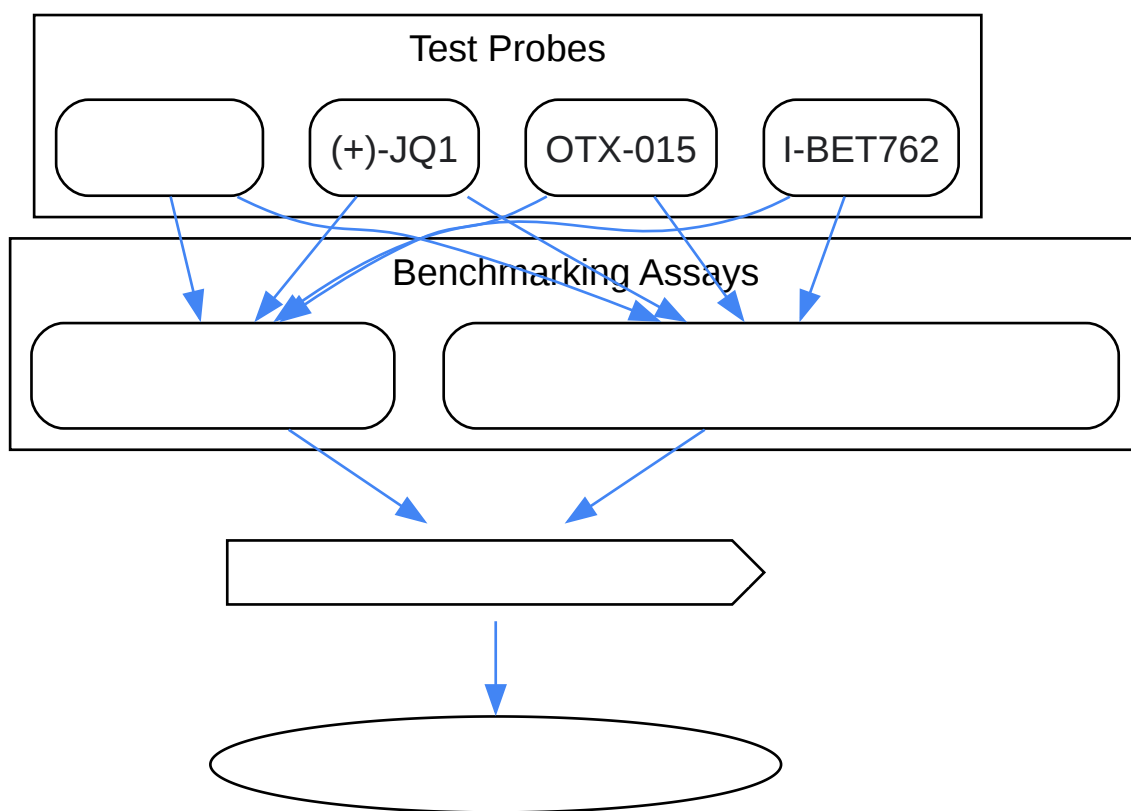 Test Probes
(+)-JQ1
OTX-015
I-BET762
Benchmarking Assays